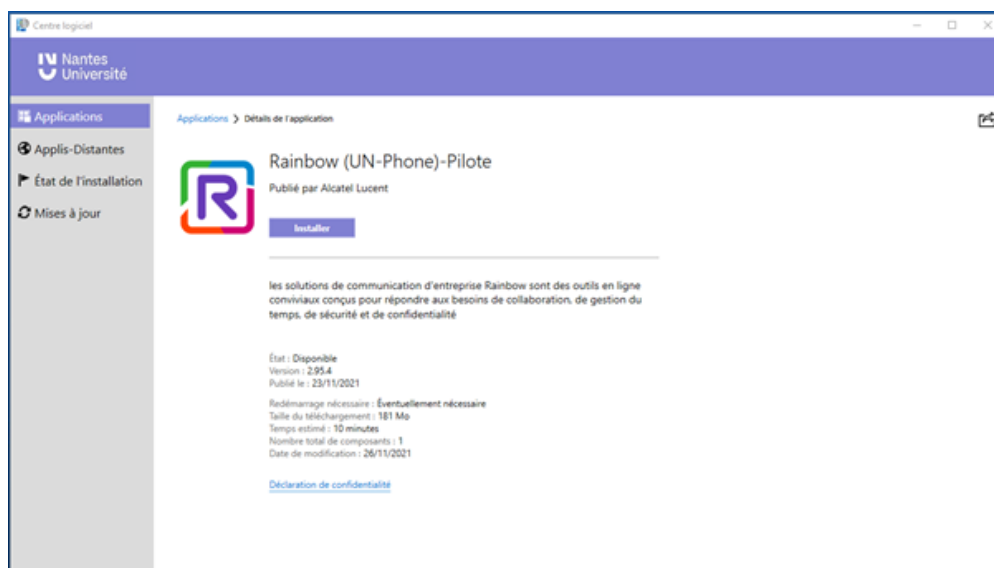 Centre logiciel
Nantes
Université
Applications
Applis-Distantes
État de l'installation
Mises à jour
Applications ❯ Détails de l'application
R
Rainbow (UN-Phone)-Pilote
Publié par Alcatel Lucent
Installer
les solutions de communication d'entreprise Rainbow sont des outils en ligne
conviviaux conçus pour répondre aux besoins de collaboration, de gestion du
temps, de sécurité et de confidentialité
État : Disponible
Version : 2.95.4
Publié le : 23/11/2021
Redémarrage nécessaire : Éventuellement nécessaire
Taille du téléchargement : 181 Mo
Temps estimé : 10 minutes
Nombre total de composants : 1
Date de modification : 26/11/2021
Déclaration de confidentialité